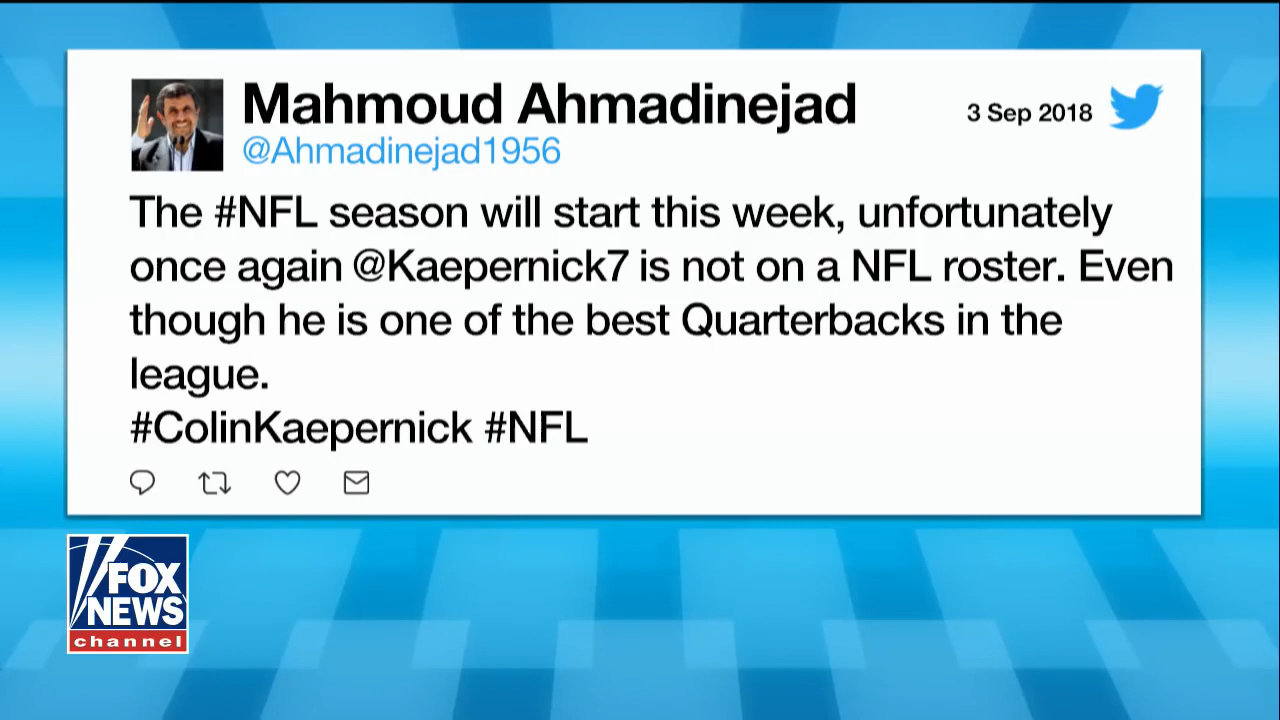 Mahmoud Ahmadinejad
@Ahmadinejad1956
3 Sep 2018
The #NFL season will start this week, unfortunately
once again @Kaepernick7 is not on a NFL roster. Even
though he is one of the best Quarterbacks in the
league.
#ColinKaepernick #NFL
FOX
NEWS
channel